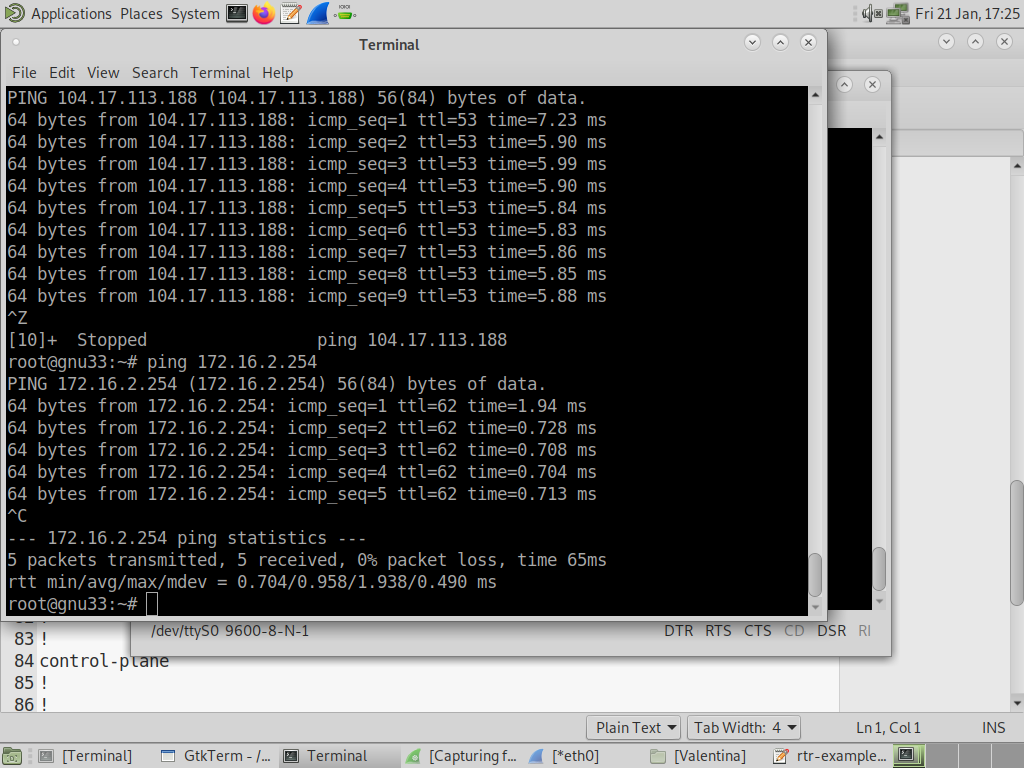 Applications Places System Fri 21 Jan, 17:25
Terminal
File Edit View Search Terminal Help
PING 104.17.113.188 (104.17.113.188) 56(84) bytes of data.
64 bytes from 104.17.113.188: icmp_seq=1 ttl=53 time=7.23 ms
64 bytes from 104.17.113.188: icmp_seq=2 ttl=53 time=5.90 ms
64 bytes from 104.17.113.188: icmp_seq=3 ttl=53 time=5.99 ms
64 bytes from 104.17.113.188: icmp_seq=4 ttl=53 time=5.90 ms
64 bytes from 104.17.113.188: icmp_seq=5 ttl=53 time=5.84 ms
64 bytes from 104.17.113.188: icmp_seq=6 ttl=53 time=5.83 ms
64 bytes from 104.17.113.188: icmp_seq=7 ttl=53 time=5.86 ms
64 bytes from 104.17.113.188: icmp_seq=8 ttl=53 time=5.85 ms
64 bytes from 104.17.113.188: icmp_seq=9 ttl=53 time=5.88 ms
^Z
[10]+  Stopped                 ping 104.17.113.188
root@gnu33:~# ping 172.16.2.254
PING 172.16.2.254 (172.16.2.254) 56(84) bytes of data.
64 bytes from 172.16.2.254: icmp_seq=1 ttl=62 time=1.94 ms
64 bytes from 172.16.2.254: icmp_seq=2 ttl=62 time=0.728 ms
64 bytes from 172.16.2.254: icmp_seq=3 ttl=62 time=0.708 ms
64 bytes from 172.16.2.254: icmp_seq=4 ttl=62 time=0.704 ms
64 bytes from 172.16.2.254: icmp_seq=5 ttl=62 time=0.713 ms
^C
--- 172.16.2.254 ping statistics ---
5 packets transmitted, 5 received, 0% packet loss, time 65ms
rtt min/avg/max/mdev = 0.704/0.958/1.938/0.490 ms
root@gnu33:~#
/dev/ttyS0 9600-8-N-1 DTR RTS CTS CD DSR RI
83 !
84 control-plane
85 !
86 !
Plain Text Tab Width: 4 Ln 1, Col 1 INS
[Terminal] GtkTerm - /... Terminal [Capturing f... [*eth0] [Valentina] rtr-example...